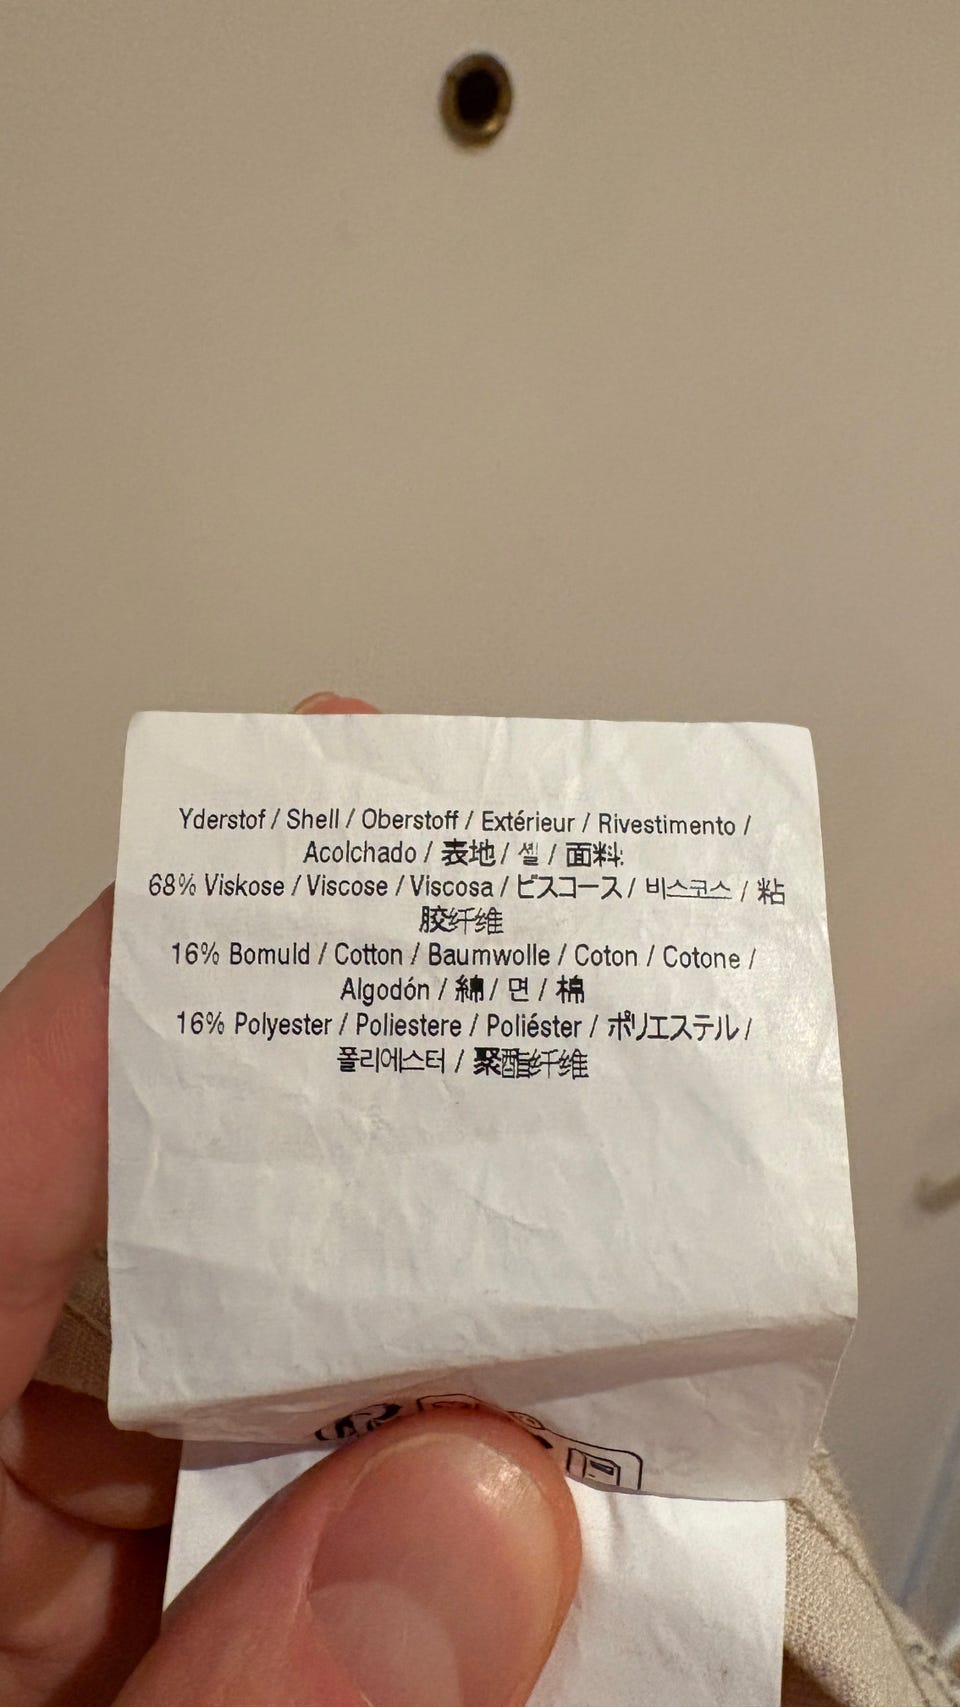 Yderstof / Shell / Oberstoff / Extérieur / Rivestimento /
Acolchado / 表地 / 셸 / 面料:
68% Viskose / Viscose / Viscosa / ビスコース / 비스코스 / 粘
胶纤维
16% Bomuld / Cotton / Baumwolle / Coton / Cotone /
Algodón / 綿 / 면 / 棉
16% Polyester / Poliestere / Poliéster / ポリエステル /
폴리에스터 / 聚酯纤维